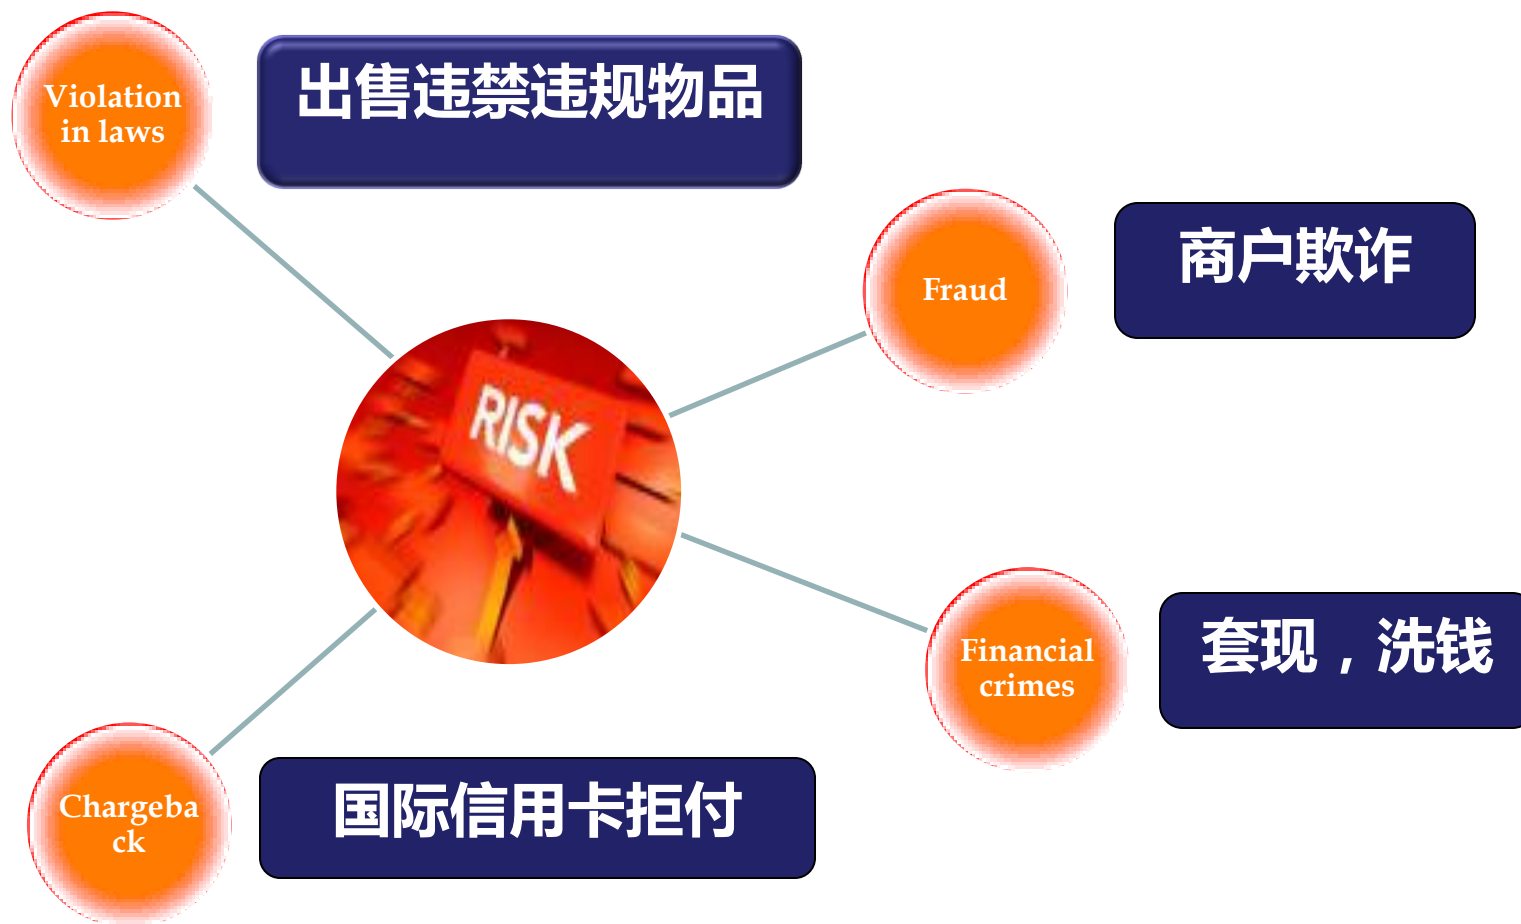 Violation
in laws
出售违禁违规物品
Fraud
商户欺诈
RISK
Financial
crimes
套现，洗钱
Chargeba
ck
国际信用卡拒付